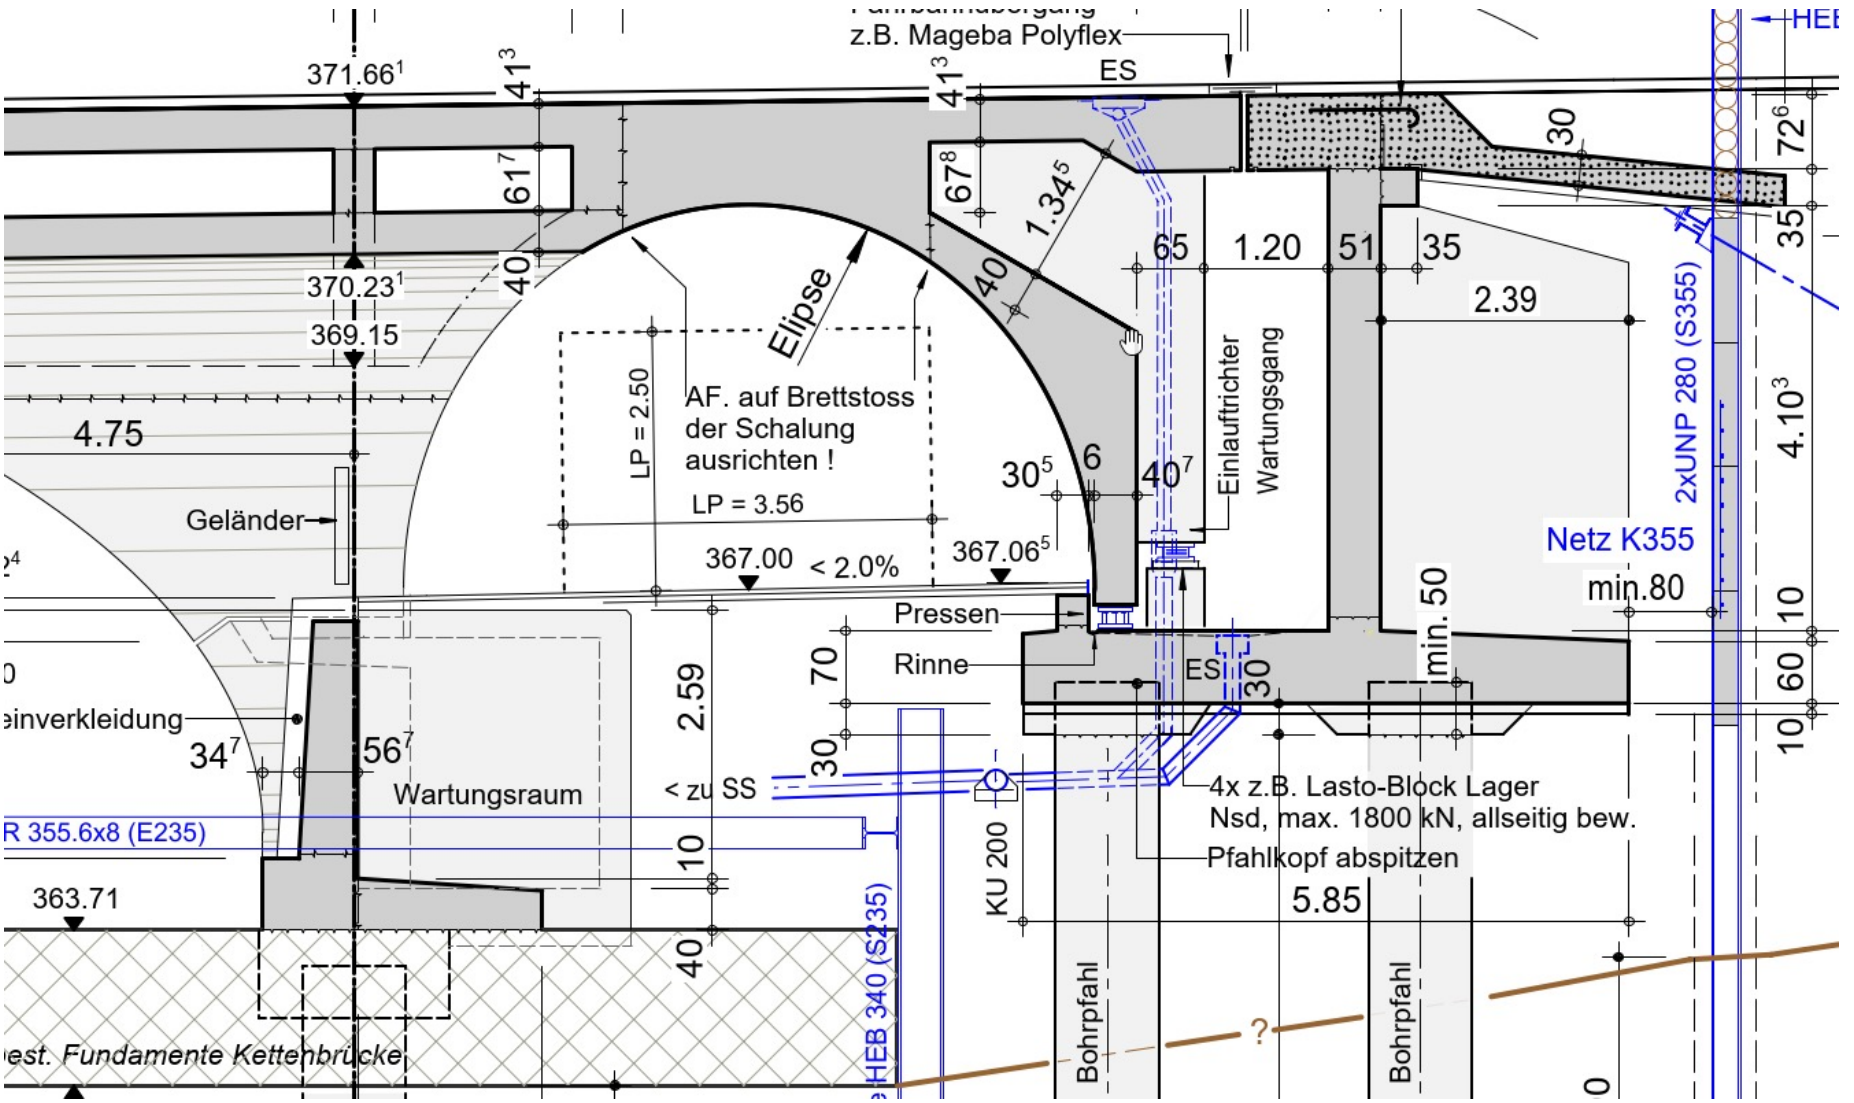 z.B. Mageba Polyflex
ES
371.66¹
41³
41³
61⁷
67⁸
1.34⁵
30
72⁶
35
40
370.23¹
369.15
Elipse
40
65
1.20
51
35
2.39
4.75
LP = 2.50
AF. auf Brettstoss
der Schalung
ausrichten !
LP = 3.56
Einlauftrichter
Wartungsgang
2xUNP 280 (S355)
4.10³
Geländer
30⁵
6
40⁷
367.00
< 2.0%
367.06⁵
Netz K355
min.80
min. 50
10
Pressen
Rinne
70
ES
30
60
10
2.59
einverkleidung
34⁷
56⁷
Wartungsraum
< zu SS
30
4x z.B. Lasto-Block Lager
Nsd, max. 1800 kN, allseitig bew.
Pfahlkopf abspitzen
R 355.6x8 (E235)
10
KU 200
5.85
363.71
40
HEB 340 (S235)
Bohrpfahl
Bohrpfahl
?
est. Fundamente Kettenbrücke